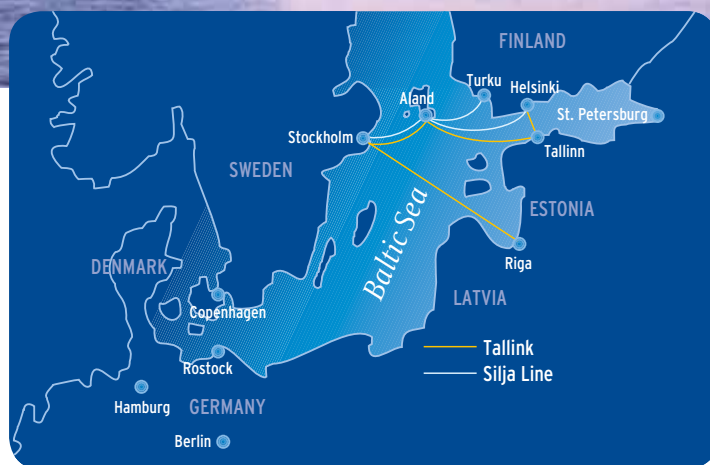 FINLAND
Turku
Helsinki
Aland
St. Petersburg
Stockholm
Tallinn
SWEDEN
ESTONIA
Baltic Sea
Riga
DENMARK
LATVIA
Copenhagen
Tallink
Rostock
Silja Line
Hamburg
GERMANY
Berlin